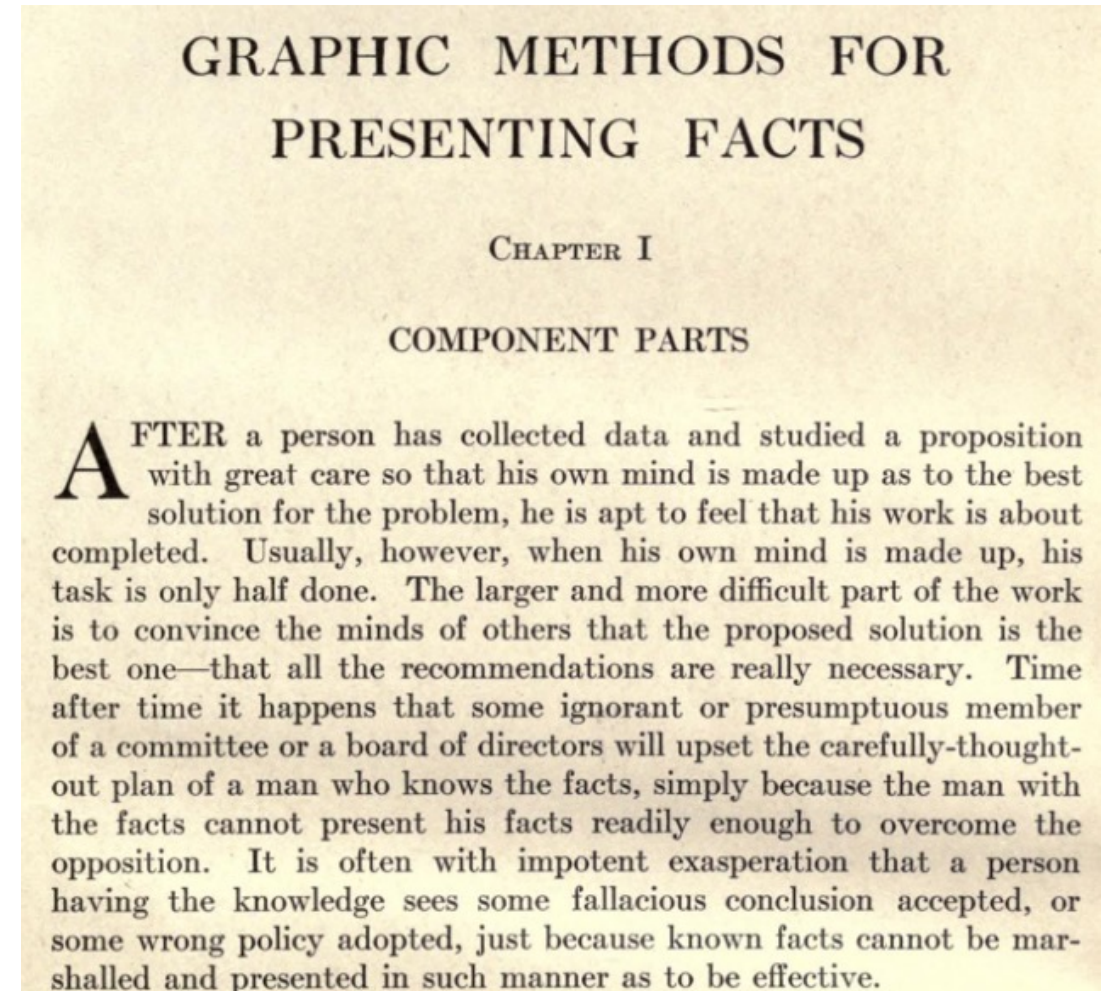 GRAPHIC METHODS FOR
PRESENTING FACTS
CHAPTER I
COMPONENT PARTS
AFTER a person has collected data and studied a proposition
with great care so that his own mind is made up as to the best
solution for the problem, he is apt to feel that his work is about
completed. Usually, however, when his own mind is made up, his
task is only half done. The larger and more difficult part of the work
is to convince the minds of others that the proposed solution is the
best one—that all the recommendations are really necessary. Time
after time it happens that some ignorant or presumptuous member
of a committee or a board of directors will upset the carefully-thought-
out plan of a man who knows the facts, simply because the man with
the facts cannot present his facts readily enough to overcome the
opposition. It is often with impotent exasperation that a person
having the knowledge sees some fallacious conclusion accepted, or
some wrong policy adopted, just because known facts cannot be mar-
shalled and presented in such manner as to be effective.